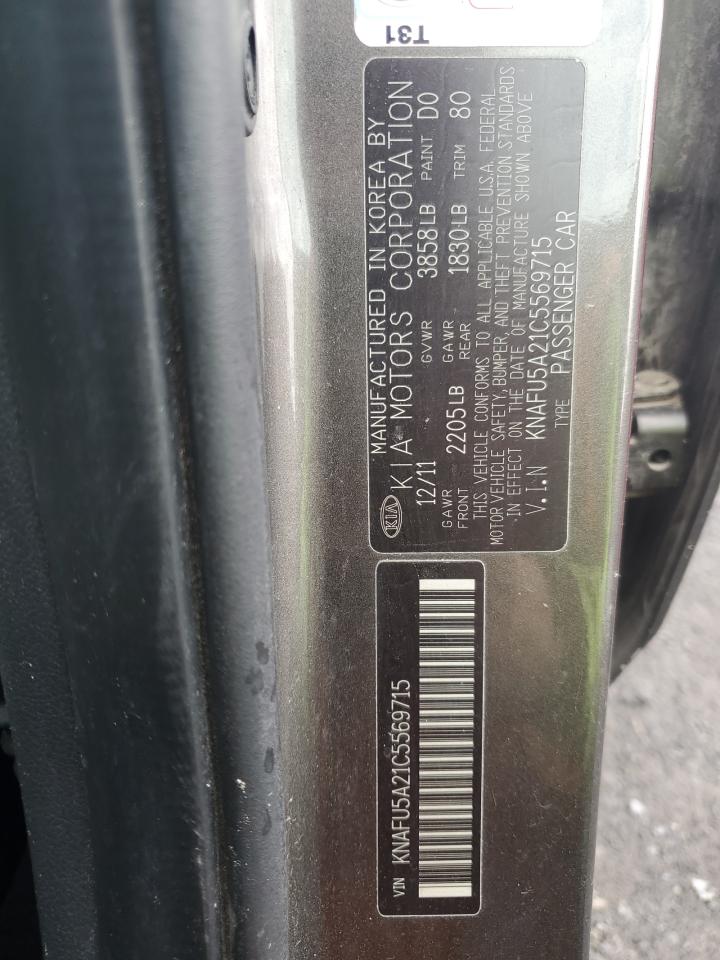 T31
KIA
MANUFACTURED IN KOREA BY
KIA MOTORS CORPORATION
12/11 GVWR 3858LB PAINT D0
GAWR FRONT 2205LB GAWR REAR 1830LB TRIM 80
THIS VEHICLE CONFORMS TO ALL APPLICABLE U.S.A. FEDERAL
MOTOR VEHICLE SAFETY, BUMPER, AND THEFT PREVENTION STANDARDS
IN EFFECT ON THE DATE OF MANUFACTURE SHOWN ABOVE
V.I.N KNAFU5A21C5569715
TYPE PASSENGER CAR
VIN KNAFU5A21C5569715